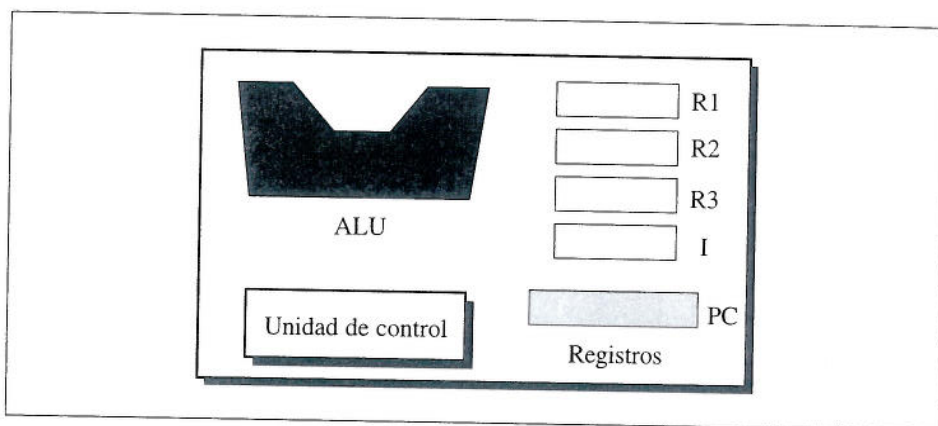 R1
R2
R3
ALU
I
Unidad de control
PC
Registros